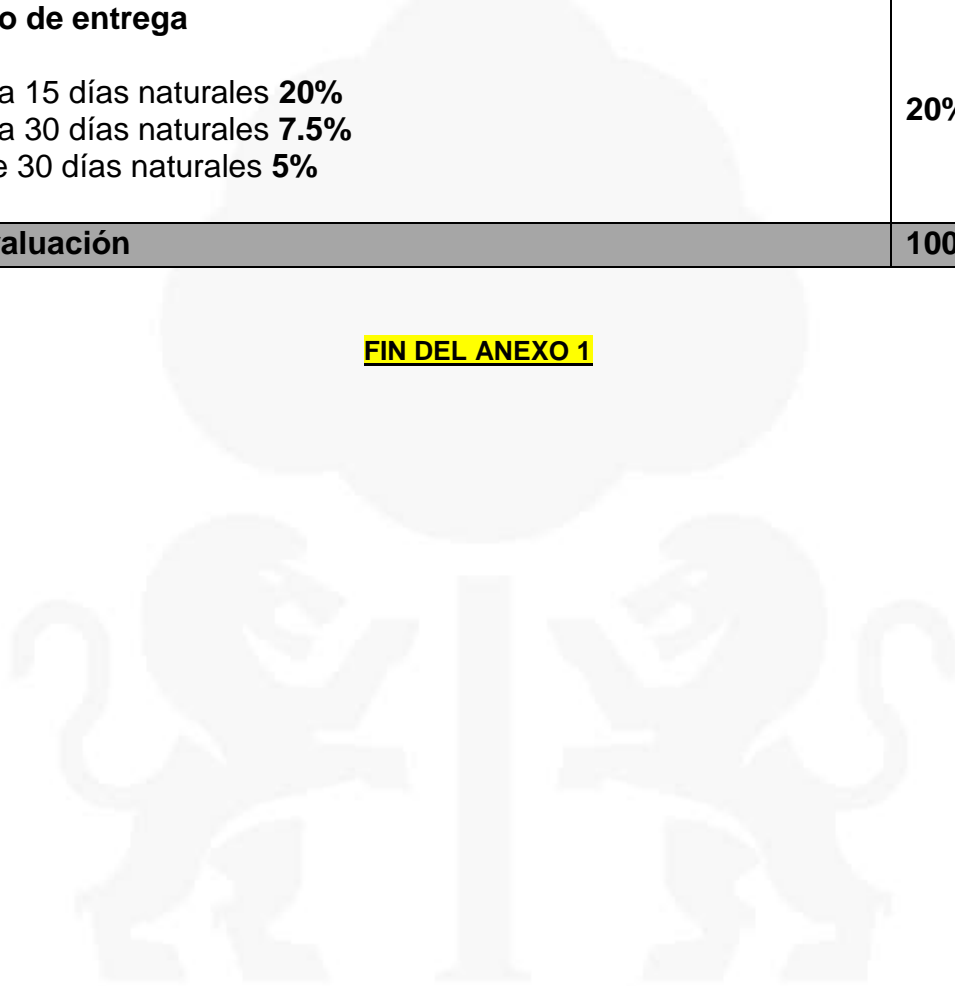 o de entrega
a 15 días naturales 20%
a 30 días naturales 7.5%
20%
e 30 días naturales 5%
aluación 100
FIN DEL ANEXO 1